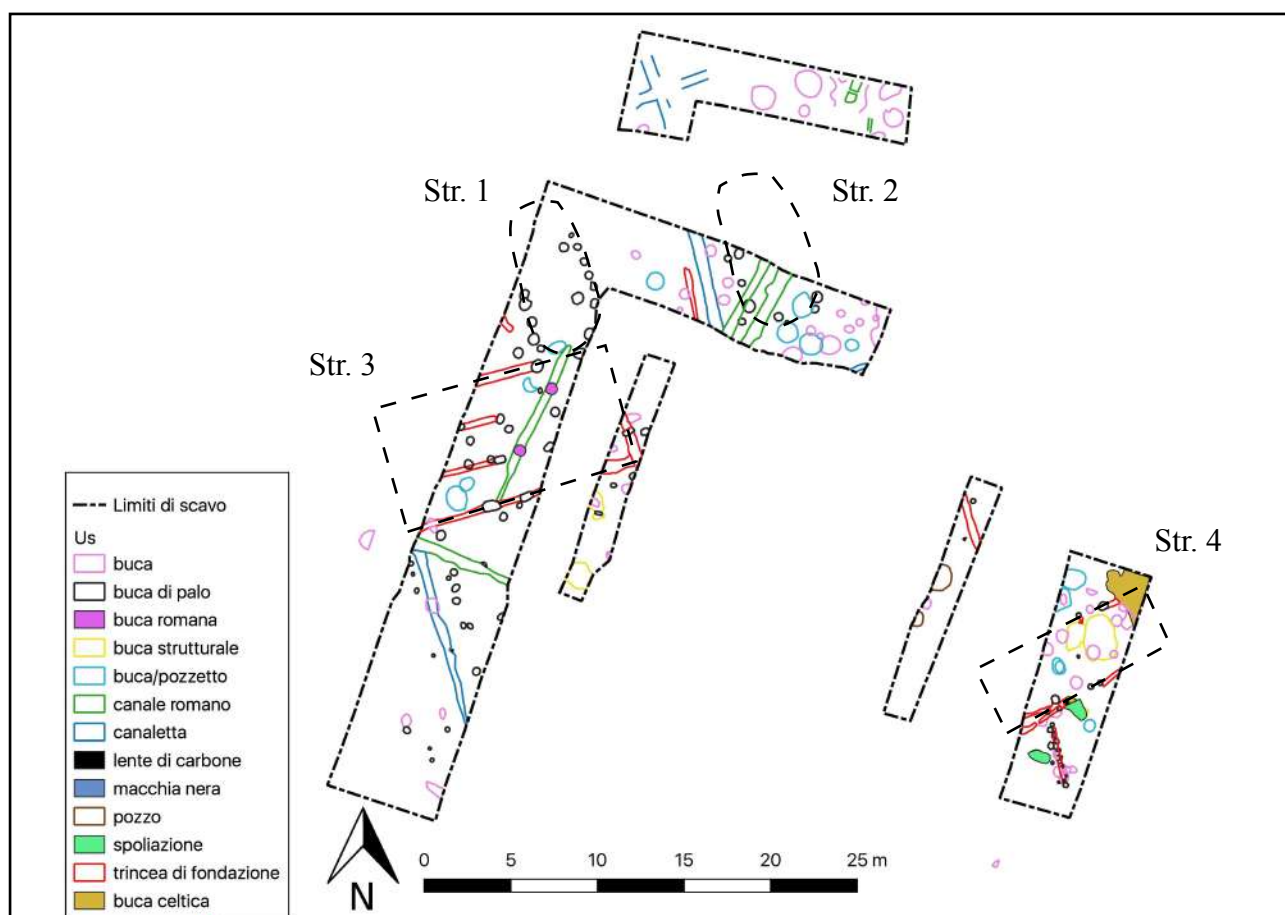 Str. 1
Str. 2
Str. 3
Str. 4
Limiti di scavo
Us
buca
buca di palo
buca romana
buca strutturale
buca/pozzetto
canale romano
canaletta
lente di carbone
macchia nera
pozzo
spoliazione
trincea di fondazione
buca celtica
N
0 5 10 15 20 25 m